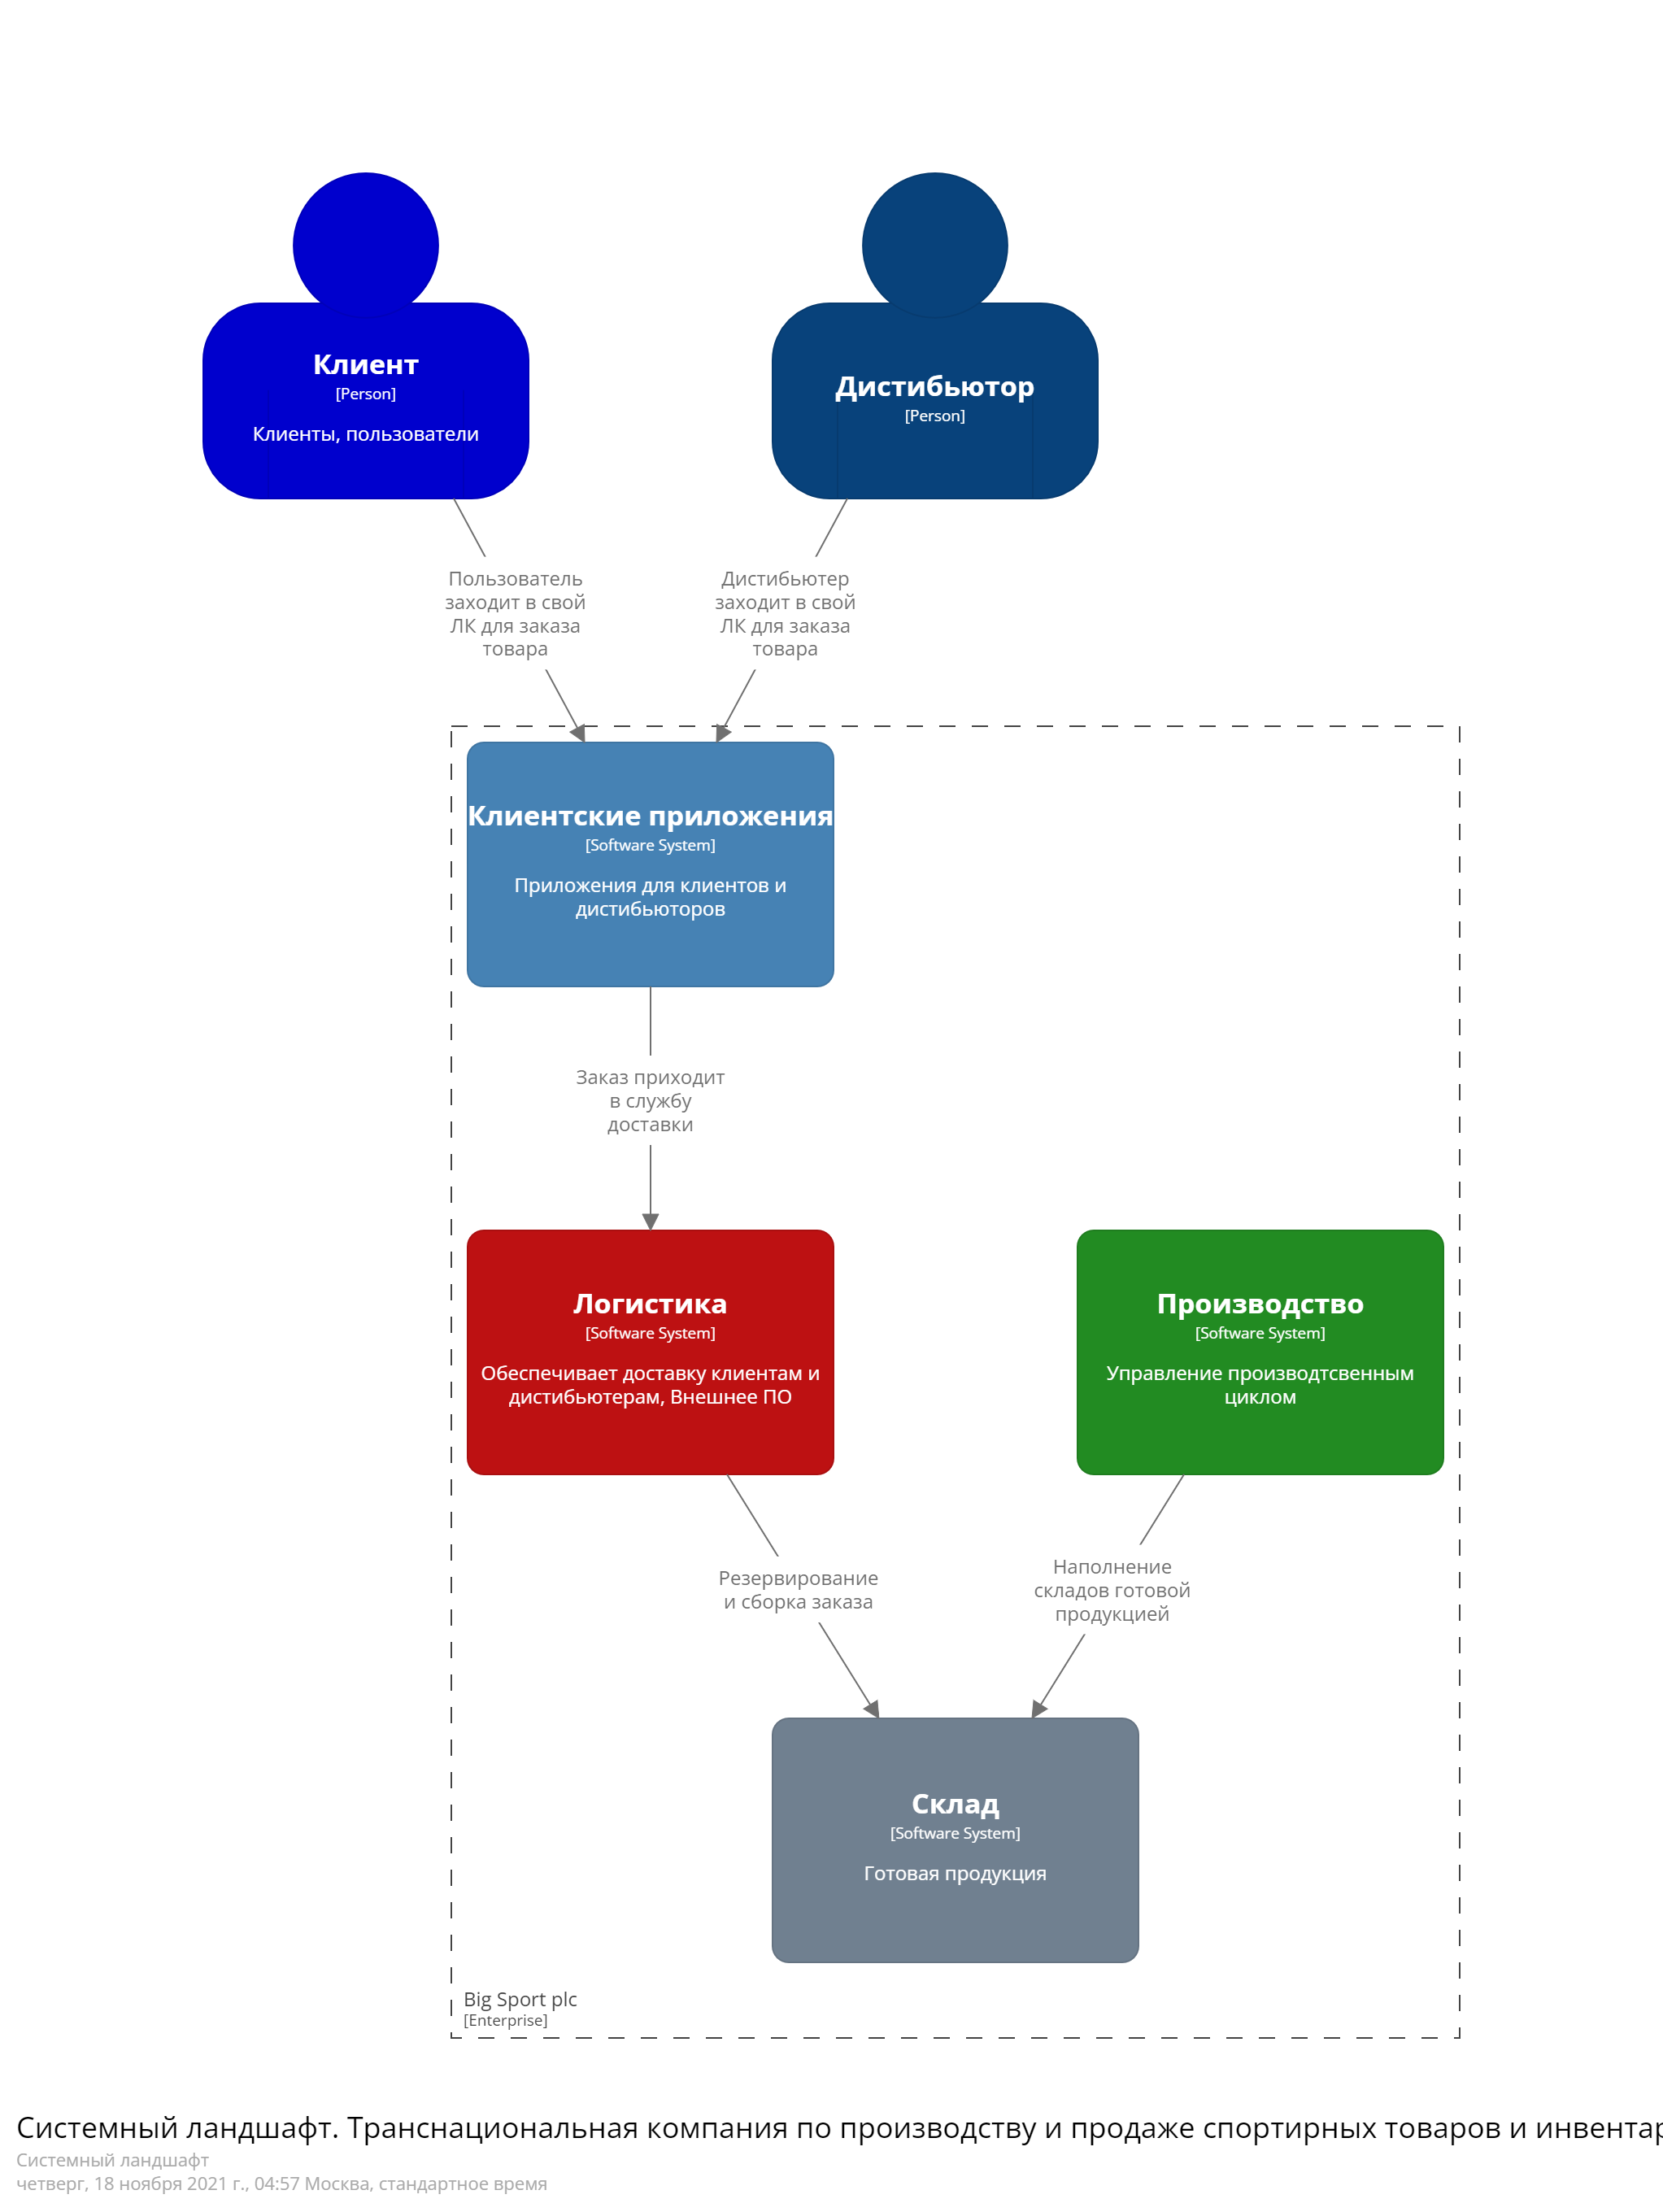 Клиент
[Person]
Клиенты, пользователи
Дистибьютор
[Person]
Пользователь
заходит в свой
ЛК для заказа
товара
Дистибьютер
заходит в свой
ЛК для заказа
товара
Клиентские приложения
[Software System]
Приложения для клиентов и
дистибьюторов
Заказ приходит
в службу
доставки
Логистика
[Software System]
Обеспечивает доставку клиентам и
дистибьютерам, Внешнее ПО
Производство
[Software System]
Управление производтсвенным
циклом
Резервирование
и сборка заказа
Наполнение
складов готовой
продукцией
Склад
[Software System]
Готовая продукция
Big Sport plc
[Enterprise]
Системный ландшафт. Транснациональная компания по производству и продаже спортирных товаров и инвентар
Системный ландшафт
четверг, 18 ноября 2021 г., 04:57 Москва, стандартное время